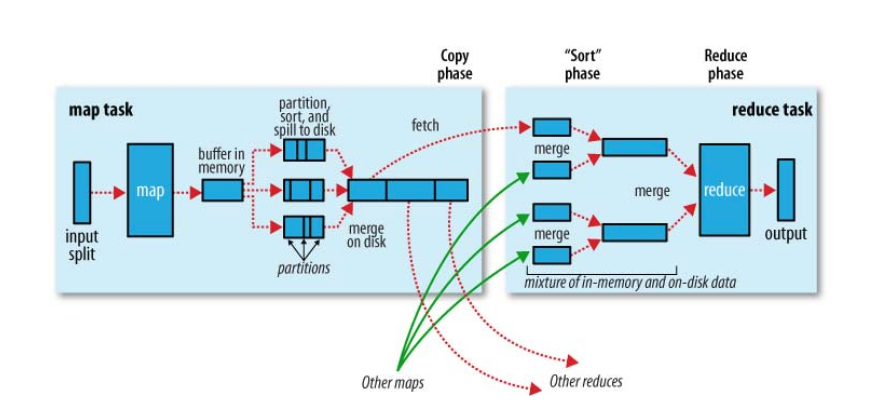 Copy
phase
“Sort”
phase
Reduce
phase
map task
partition,
sort, and
spill to disk
fetch
reduce task
buffer in
memory
merge
map
merge
reduce
input
split
merge
on disk
merge
output
partitions
mixture of in-memory and on-disk data
Other maps
Other reduces